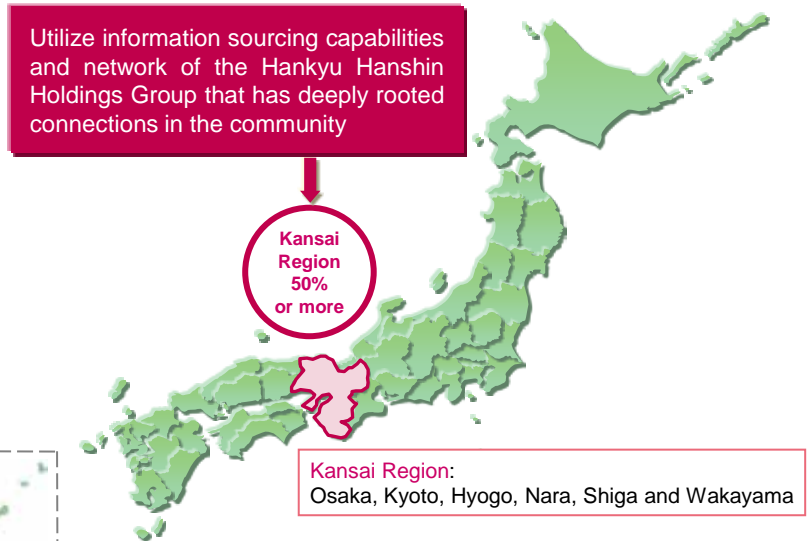 Utilize information sourcing capabilities
and network of the Hankyu Hanshin
Holdings Group that has deeply rooted
connections in the community
Kansai
Region
50%
or more
Kansai Region:
Osaka, Kyoto, Hyogo, Nara, Shiga and Wakayama